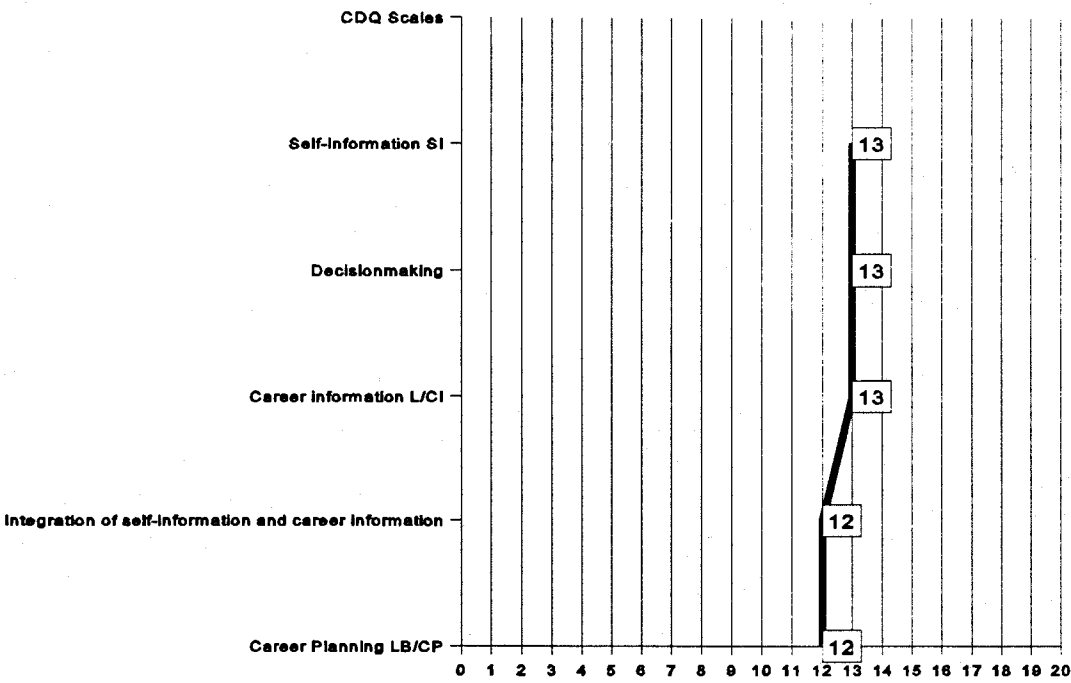 CDQ Scales
Self-information SI
13
Decisionmaking
13
Career information L/CI
13
Integration of self-information and career information
12
Career Planning LB/CP
12
0 1 2 3 4 5 6 7 8 9 10 11 12 13 14 15 16 17 18 19 20